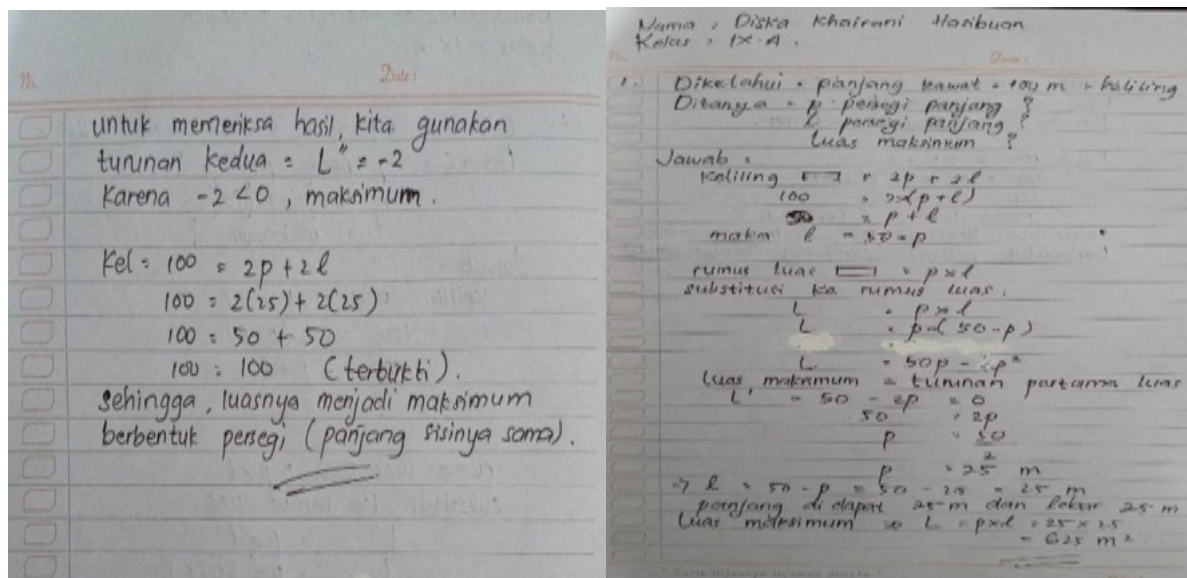 No.
Date:
untuk memeriksa hasil, kita gunakan
turunan kedua = L" = -2
Karena -2 < 0, maksimum.
Kel = 100 = 2p + 2l
100 = 2(25) + 2(25)
100 = 50 + 50
100 = 100 (terbukti).
sehingga, luasnya menjadi maksimum
berbentuk persegi (panjang sisinya sama).
Nama : Diska Khairani Hasibuan
Kelas : IX-A.
No.
Date:
1. Diketahui = panjang kawat = 100 m = keliling
Ditanya = p persegi panjang ?
l persegi panjang ?
luas maksimum ?
Jawab :
Keliling ▭ = 2p + 2l
100 = 2(p+l)
50 = p + l
maka l = 50 - p
rumus luas ▭ = p x l
substitusi ke rumus luas.
L = p x l
L = p (50 - p)
L = 50p - p²
luas maksimum = turunan pertama luas
L' = 50 - 2p = 0
50 = 2p
p = 50
2
p = 25 m
→ l = 50 - p = 50 - 25 = 25 m
panjang di dapat 25 m dan lebar 25 m
luas maksimum → L = p x l = 25 x 25
= 625 m²